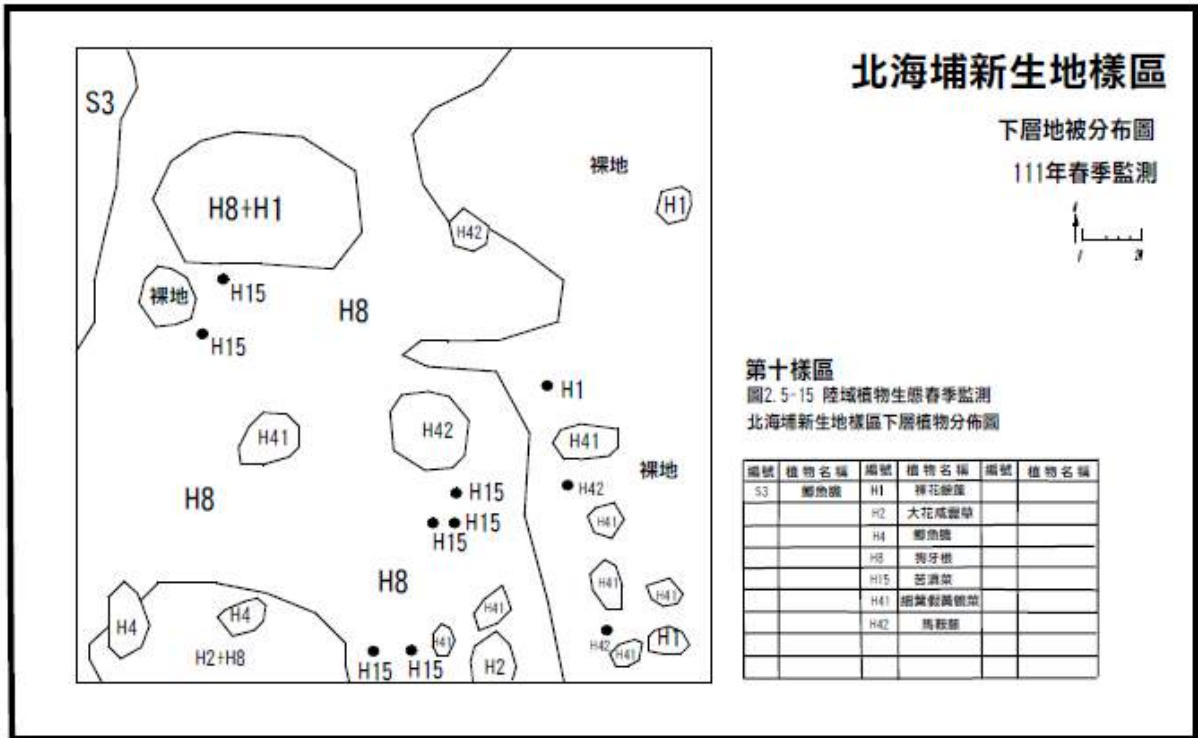 北海埔新生地樣區
下層地被分布圖
111年春季監測
S3
裸地
H8+H1
H1
H42
裸地
H15
H8
H15
H1
H41
H42
H41
裸地
H8
H15
H42
H15
H15
H41
H8
H41
H41
H4
H4
H41
H42
H1
H2+H8
H15
H15
H41
H2
H41
第十樣區
圖2.5-15 陸域植物生態春季監測
北海埔新生地樣區下層植物分佈圖
編號 植物名稱 編號 植物名稱 編號 植物名稱
S3 鯽魚膽 H1 裸花鹼蓬
H2 大花咸豐草
H4 鯽魚膽
H8 狗牙根
H15 苦滇菜
H41 細葉假黃鵪菜
H42 馬鞍藤